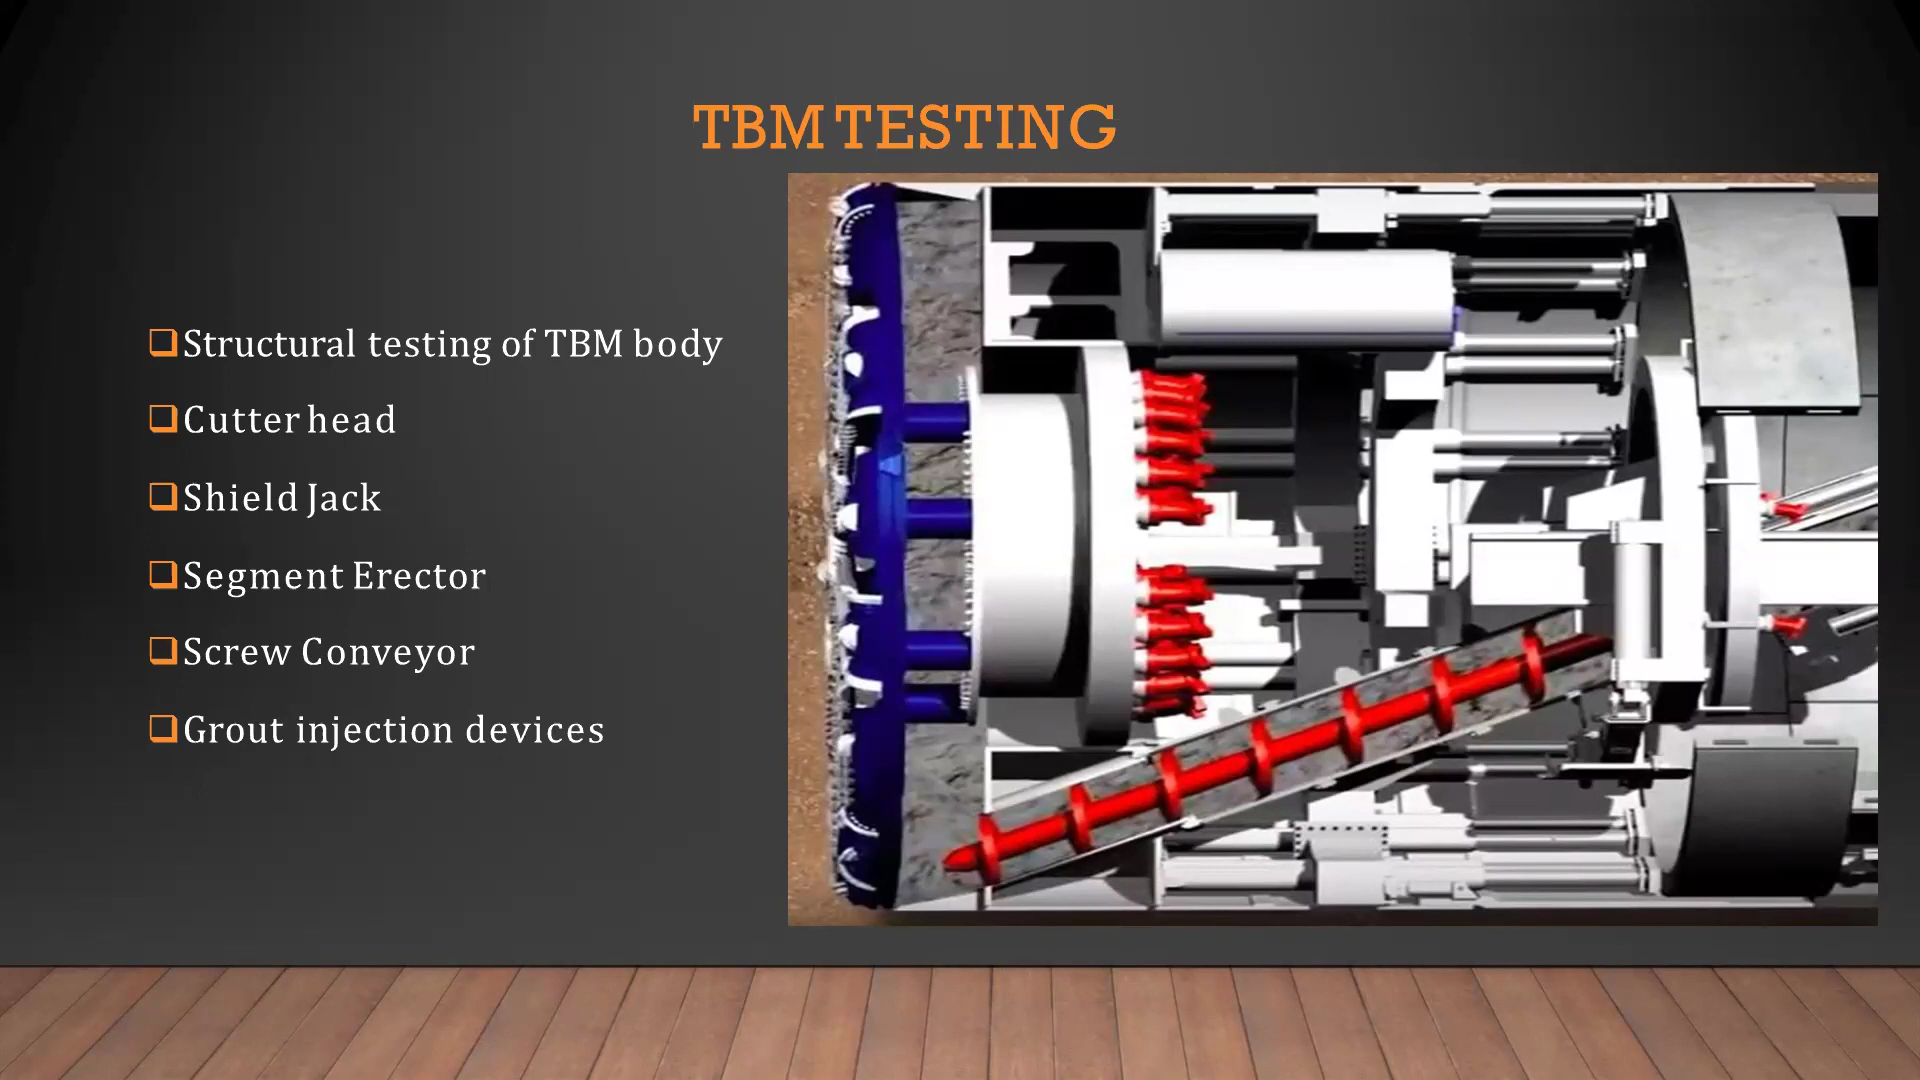 TBM TESTING
Structural testing of TBM body
Cutter head
Shield Jack
Segment Erector
Screw Conveyor
Grout injection devices